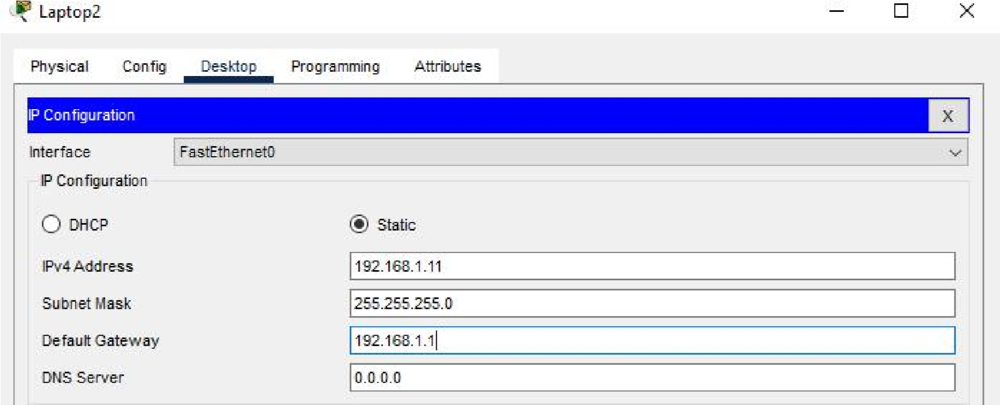 Laptop2
Physical Config Desktop Programming Attributes
IP Configuration X
Interface FastEthernet0
IP Configuration
DHCP Static
IPv4 Address 192.168.1.11
Subnet Mask 255.255.255.0
Default Gateway 192.168.1.1
DNS Server 0.0.0.0